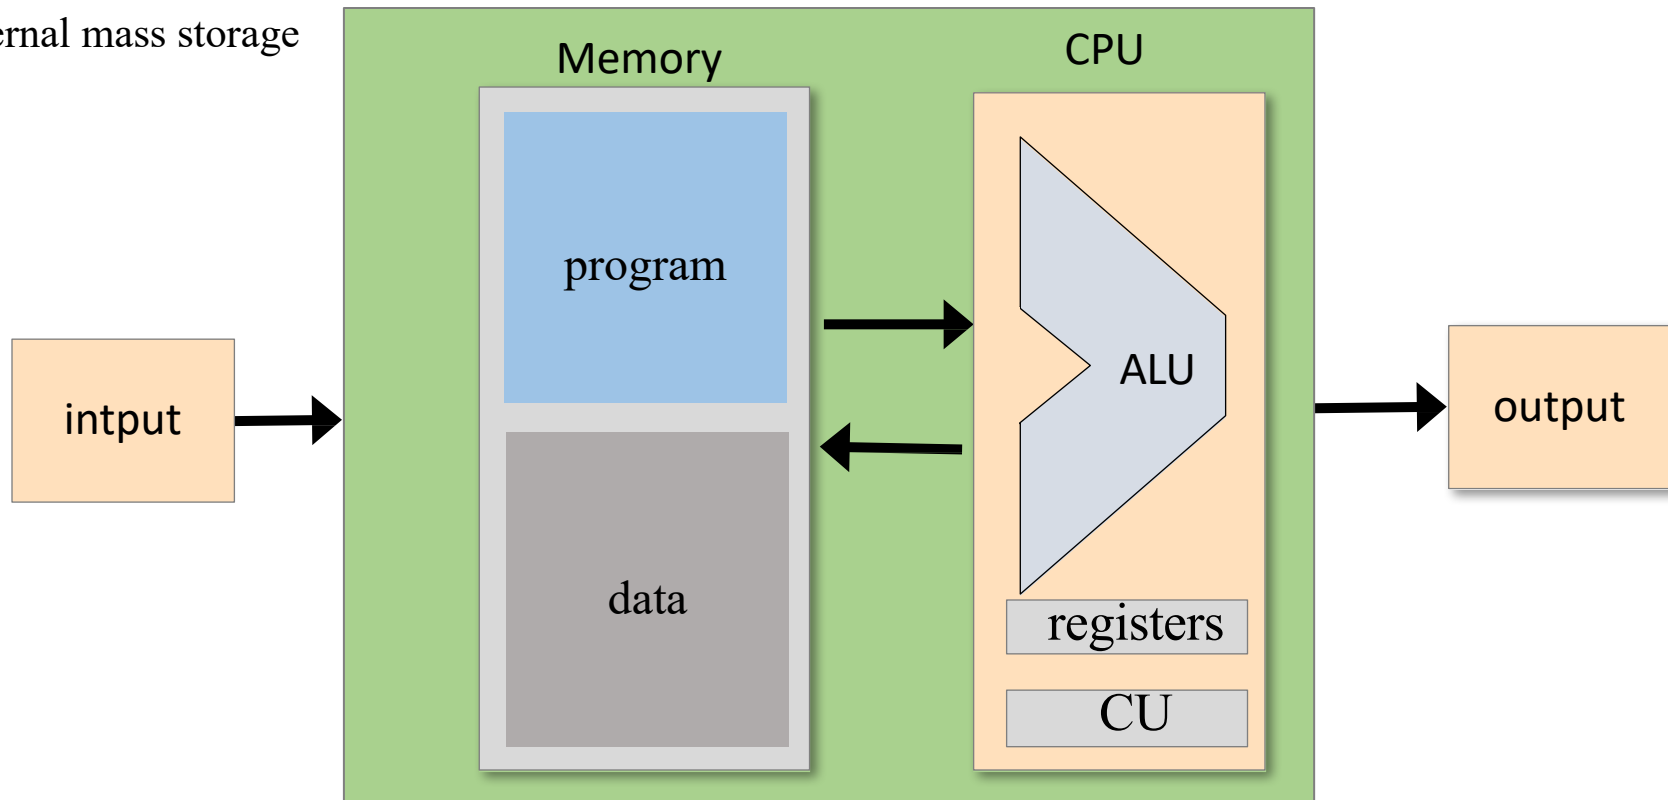 ernal mass storage
Memory
CPU
program
ALU
intput
output
data
registers
CU